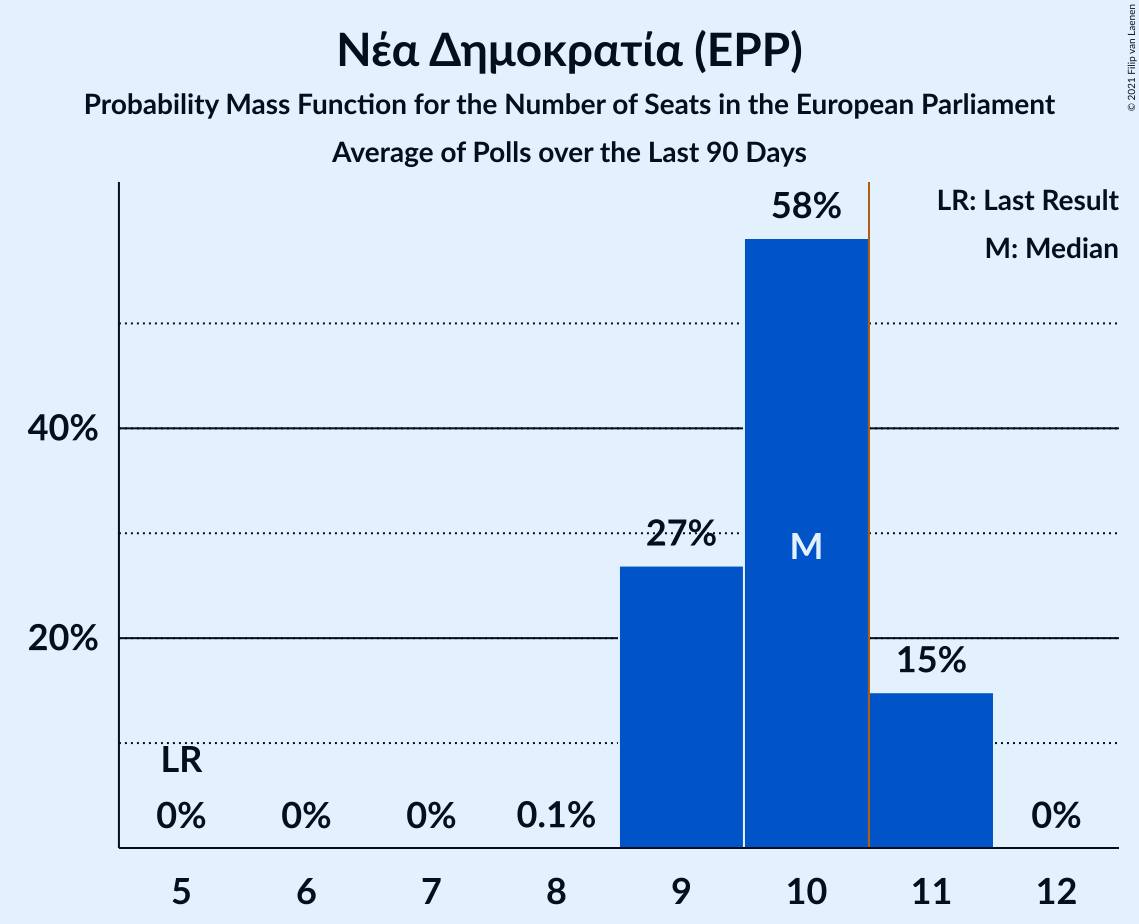 Νέα Δημοκρατία (EPP)
Probability Mass Function for the Number of Seats in the European Parliament
Average of Polls over the Last 90 Days
© 2021 Filip van Laenen
LR: Last Result
M: Median
58%
40%
27%
M
20%
15%
LR
0% 0% 0% 0.1% 0%
5 6 7 8 9 10 11 12